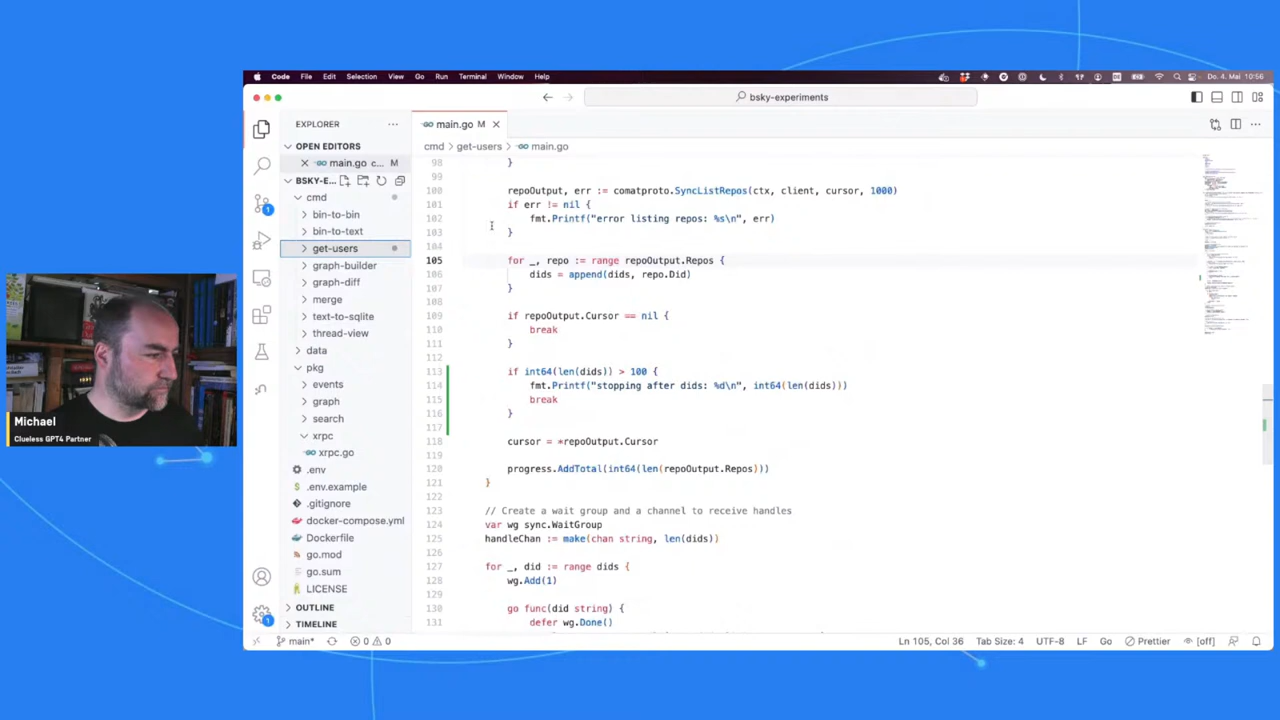 Code File Edit Selection View Go Run Terminal Window Help
Do. 4. Mai 10:56
bsky-experiments
EXPLORER
OPEN EDITORS
main.go c... M
BSKY-E...
cmd
bin-to-bin
bin-to-text
get-users
graph-builder
graph-diff
merge
text-to-sqlite
thread-view
data
pkg
events
graph
search
xrpc
xrpc.go
.env
.env.example
.gitignore
docker-compose.yml
Dockerfile
go.mod
go.sum
LICENSE
OUTLINE
TIMELINE
1
1
main.go M
cmd > get-users > main.go
98 }
99
100 repoOutput, err := comatproto.SyncListRepos(ctx, client, cursor, 1000)
101 if err != nil {
102 fmt.Printf("error listing repos: %s\n", err)
103 }
104
105 for _, repo := range repoOutput.Repos {
106 dids = append(dids, repo.Did)
107 }
108
109 if repoOutput.Cursor == nil {
110 break
111 }
112
113 if int64(len(dids)) > 100 {
114 fmt.Printf("stopping after dids: %d\n", int64(len(dids)))
115 break
116 }
117
118 cursor = *repoOutput.Cursor
119
120 progress.AddTotal(int64(len(repoOutput.Repos)))
121 }
122
123 // Create a wait group and a channel to receive handles
124 var wg sync.WaitGroup
125 handleChan := make(chan string, len(dids))
126
127 for _, did := range dids {
128 wg.Add(1)
129
130 go func(did string) {
131 defer wg.Done()
main* 0 0
Ln 105, Col 36 Tab Size: 4 UTF-8 LF Go Prettier [off]
Michael
Clueless GPT4 Partner